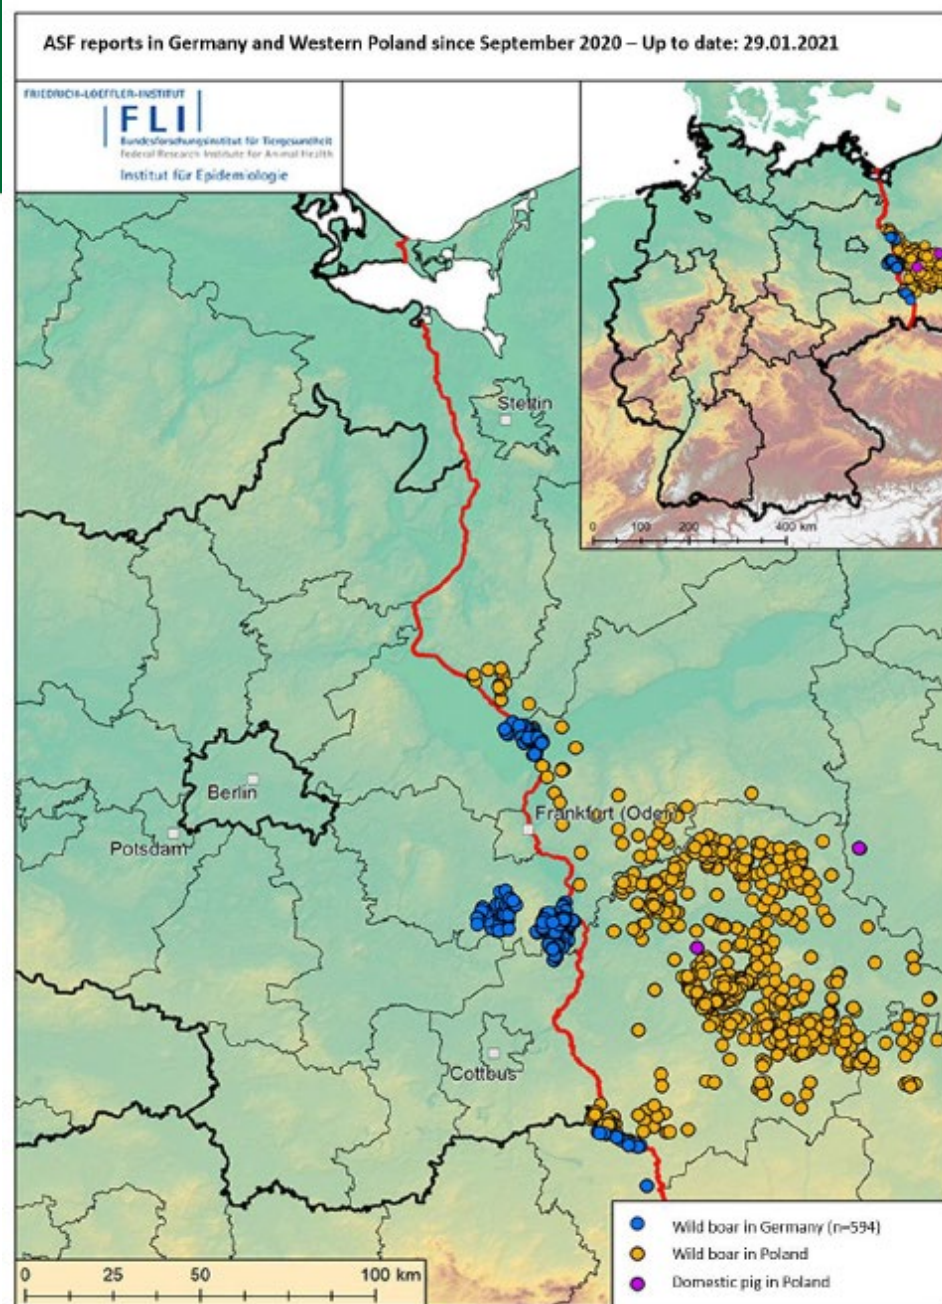 ASF reports in Germany and Western Poland since September 2020 – Up to date: 29.01.2021
FRIEDRICH-LOEFFLER-INSTITUT
FLI
Bundesforschungsinstitut für Tiergesundheit
Federal Research Institute for Animal Health
Institut für Epidemiologie
0 100 200 400 km
Stettin
Berlin
Frankfurt (Oder)
Potsdam
Cottbus
Wild boar in Germany (n=594)
Wild boar in Poland
Domestic pig in Poland
0 25 50 100 km